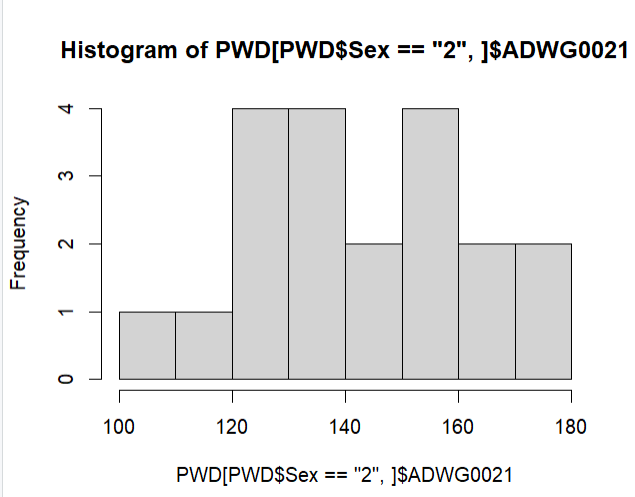 Histogram of PWD[PWD$Sex == "2", ]$ADWG0021
Frequency
4
3
2
1
0
100 120 140 160 180
PWD[PWD$Sex == "2", ]$ADWG0021